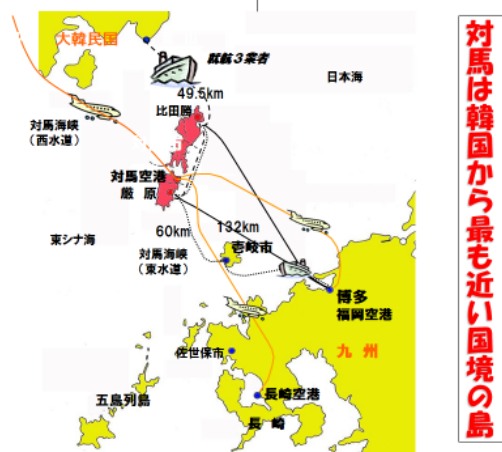 大韓民国
就航3業者
日本海
49.5km
比田勝
対馬海峡
（西水道）
対馬空港
厳原
132km
60km
東シナ海
対馬海峡
（東水道）
壱岐市
博多
福岡空港
佐世保市
九州
五島列島
長崎空港
長崎
対馬は韓国から最も近い国境の島